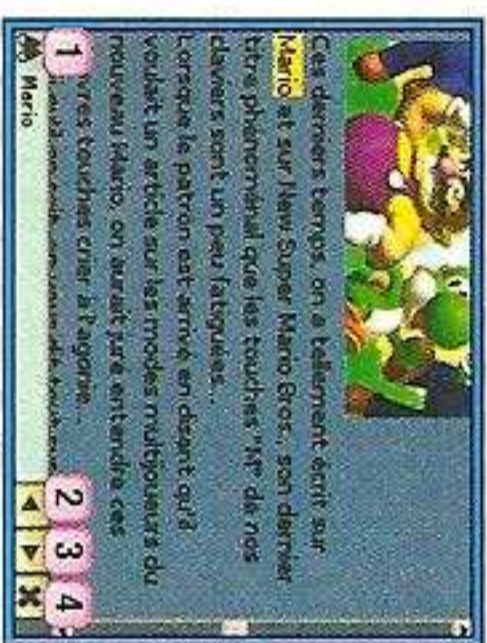 Ces derniers temps, on a tellement écrit sur
Mario et sur New Super Mario Bros., son dernier
titre phénoménal que les touches "M" de nos
claviers sont un peu fatiguées...
Lorsque le patron est arrivé en disant qu'il
voulait un article sur les modes multijoueurs du
nouveau Mario, on aurait juré entendre ces
touches crier à l'agonie...
1
2
3
4
Mario